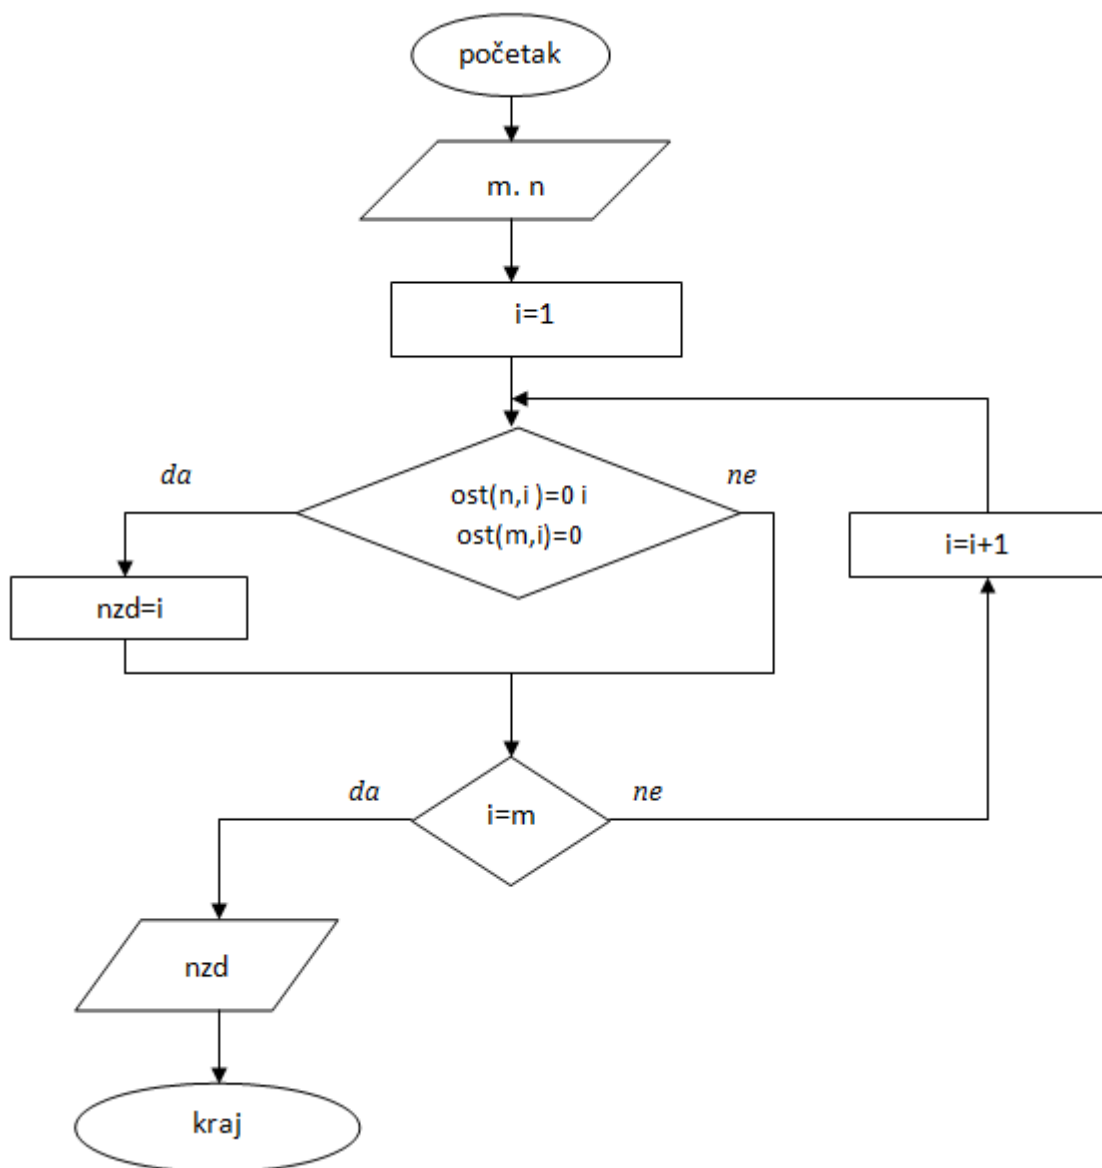 početak
m. n
i=1
da
ne
ost(n,i )=0 i
ost(m,i)=0
i=i+1
nzd=i
da
ne
i=m
nzd
kraj